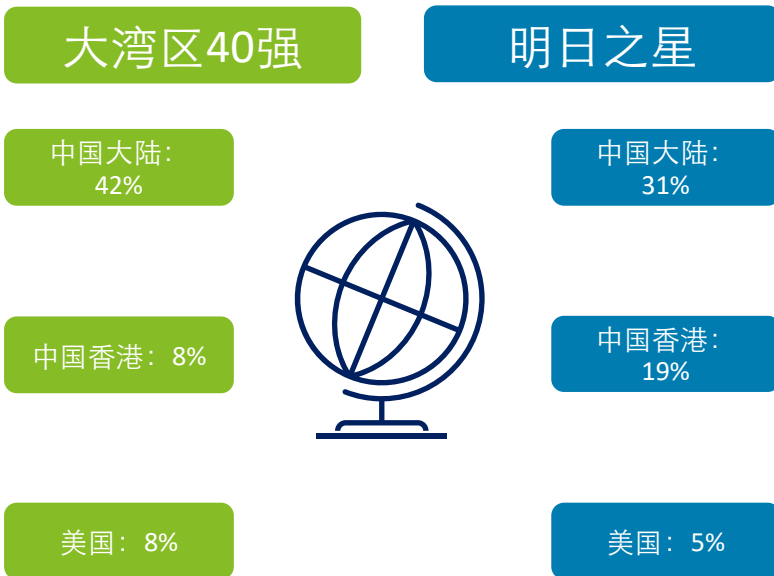 大湾区40强
明日之星
中国大陆：
42%
中国大陆：
31%
中国香港：8%
中国香港：
19%
美国：8%
美国：5%